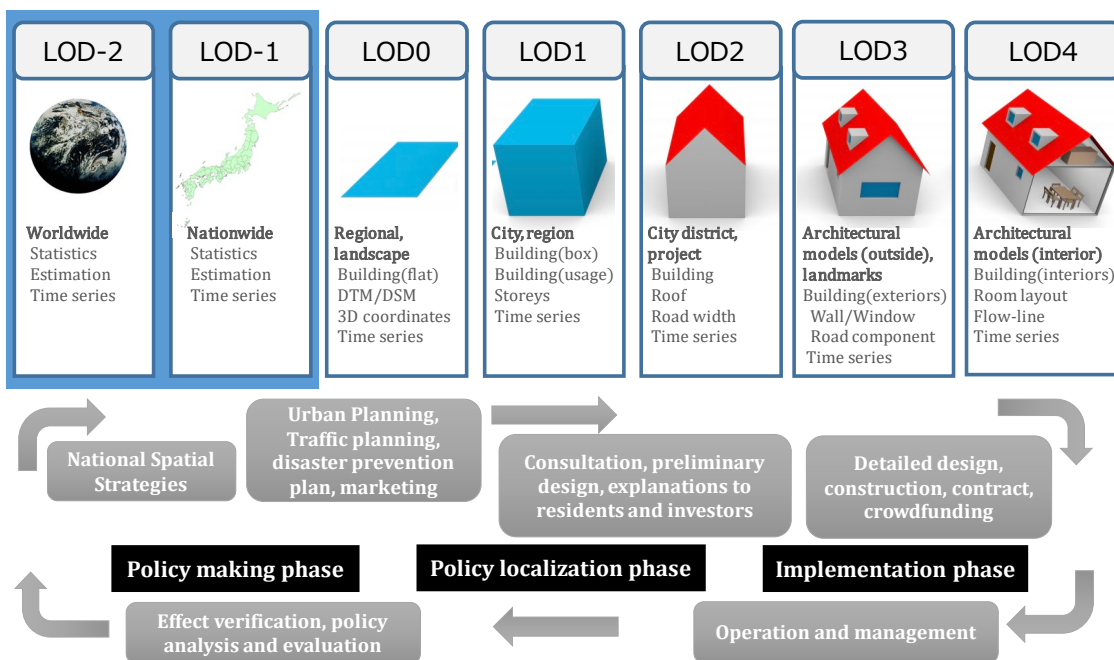 LOD-2
LOD-1
LOD0
LOD1
LOD2
LOD3
LOD4
Worldwide
Statistics
Estimation
Time series
Nationwide
Statistics
Estimation
Time series
Regional,
landscape
Building(flat)
DTM/DSM
3D coordinates
Time series
City, region
Building(box)
Building(usage)
Storeys
Time series
City district,
project
Building
Roof
Road width
Time series
Architectural
models (outside),
landmarks
Building(exteriors)
Wall/Window
Road component
Time series
Architectural
models (interior)
Building(interiors)
Room layout
Flow-line
Time series
National Spatial
Strategies
Urban Planning,
Traffic planning,
disaster prevention
plan, marketing
Consultation, preliminary
design, explanations to
residents and investors
Detailed design,
construction, contract,
crowdfunding
Policy making phase
Policy localization phase
Implementation phase
Effect verification, policy
analysis and evaluation
Operation and management